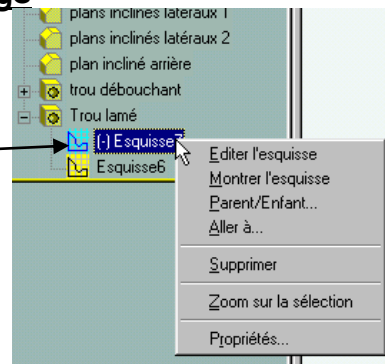 ge
plans inclinés latéraux 1
plans inclinés latéraux 2
plan incliné arrière
trou débouchant
Trou lamé
(-) Esquisse7
Esquisse6
Editer l'esquisse
Montrer l'esquisse
Parent/Enfant...
Aller à...
Supprimer
Zoom sur la sélection
Propriétés...